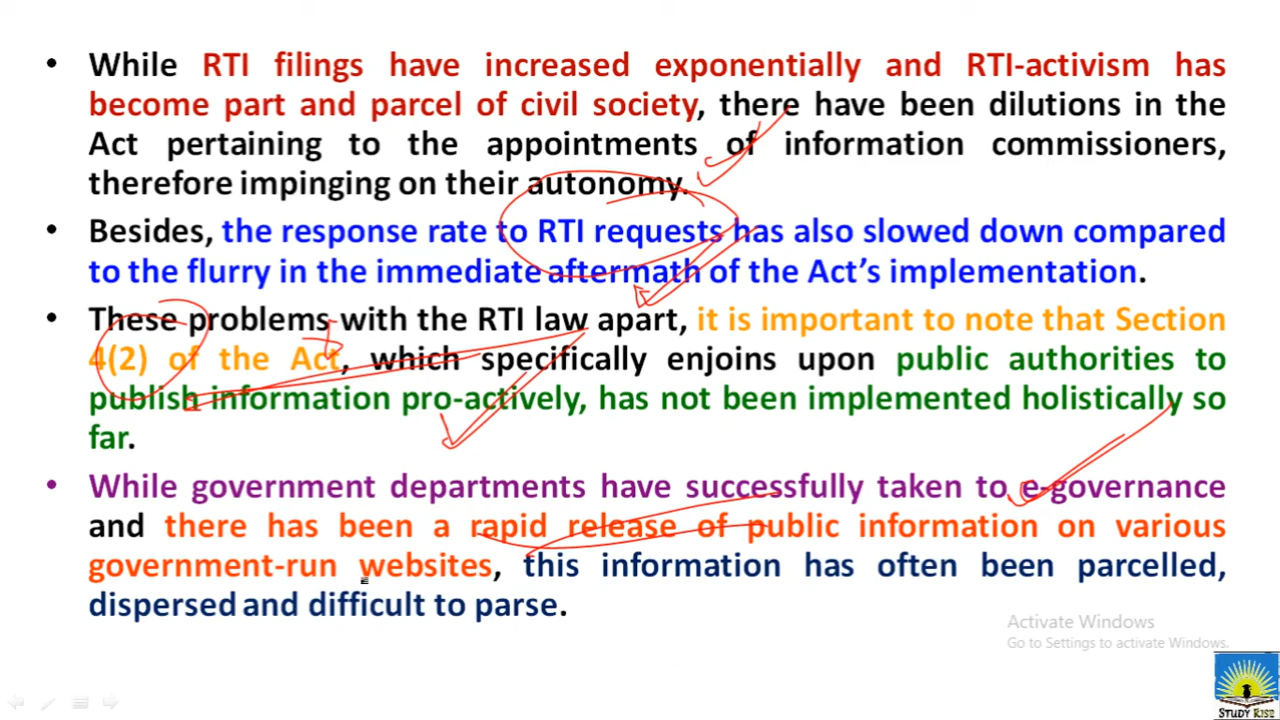 • While RTI filings have increased exponentially and RTI-activism has
become part and parcel of civil society, there have been dilutions in the
Act pertaining to the appointments of information commissioners,
therefore impinging on their autonomy.
• Besides, the response rate to RTI requests has also slowed down compared
to the flurry in the immediate aftermath of the Act’s implementation.
• These problems with the RTI law apart, it is important to note that Section
4(2) of the Act, which specifically enjoins upon public authorities to
publish information pro-actively, has not been implemented holistically so
far.
• While government departments have successfully taken to e-governance
and there has been a rapid release of public information on various
government-run websites, this information has often been parcelled,
dispersed and difficult to parse.
Activate Windows
Go to Settings to activate Windows.
STUDY RISE